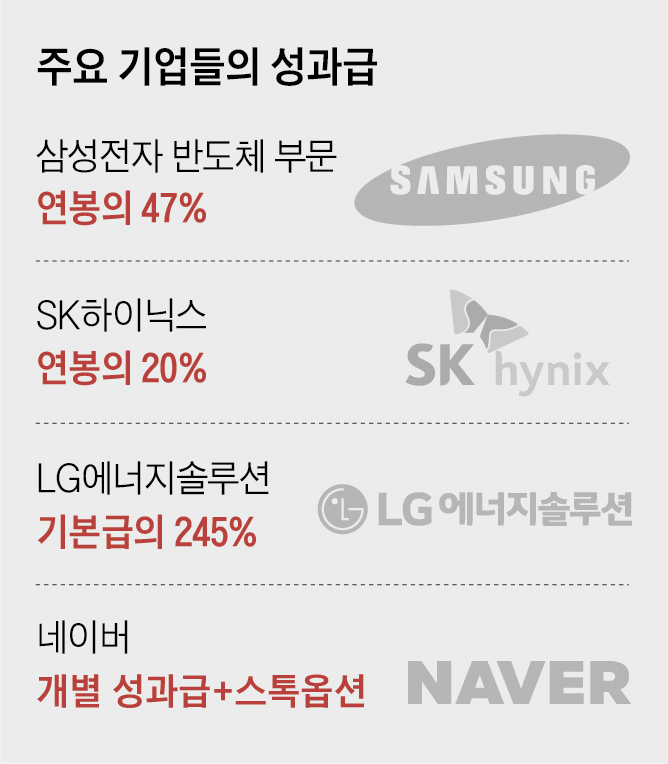 주요 기업들의 성과급
삼성전자 반도체 부문
연봉의 47%
SAMSUNG
SK하이닉스
연봉의 20%
SK hynix
LG에너지솔루션
기본급의 245%
LG 에너지솔루션
네이버
개별 성과급+스톡옵션
NAVER